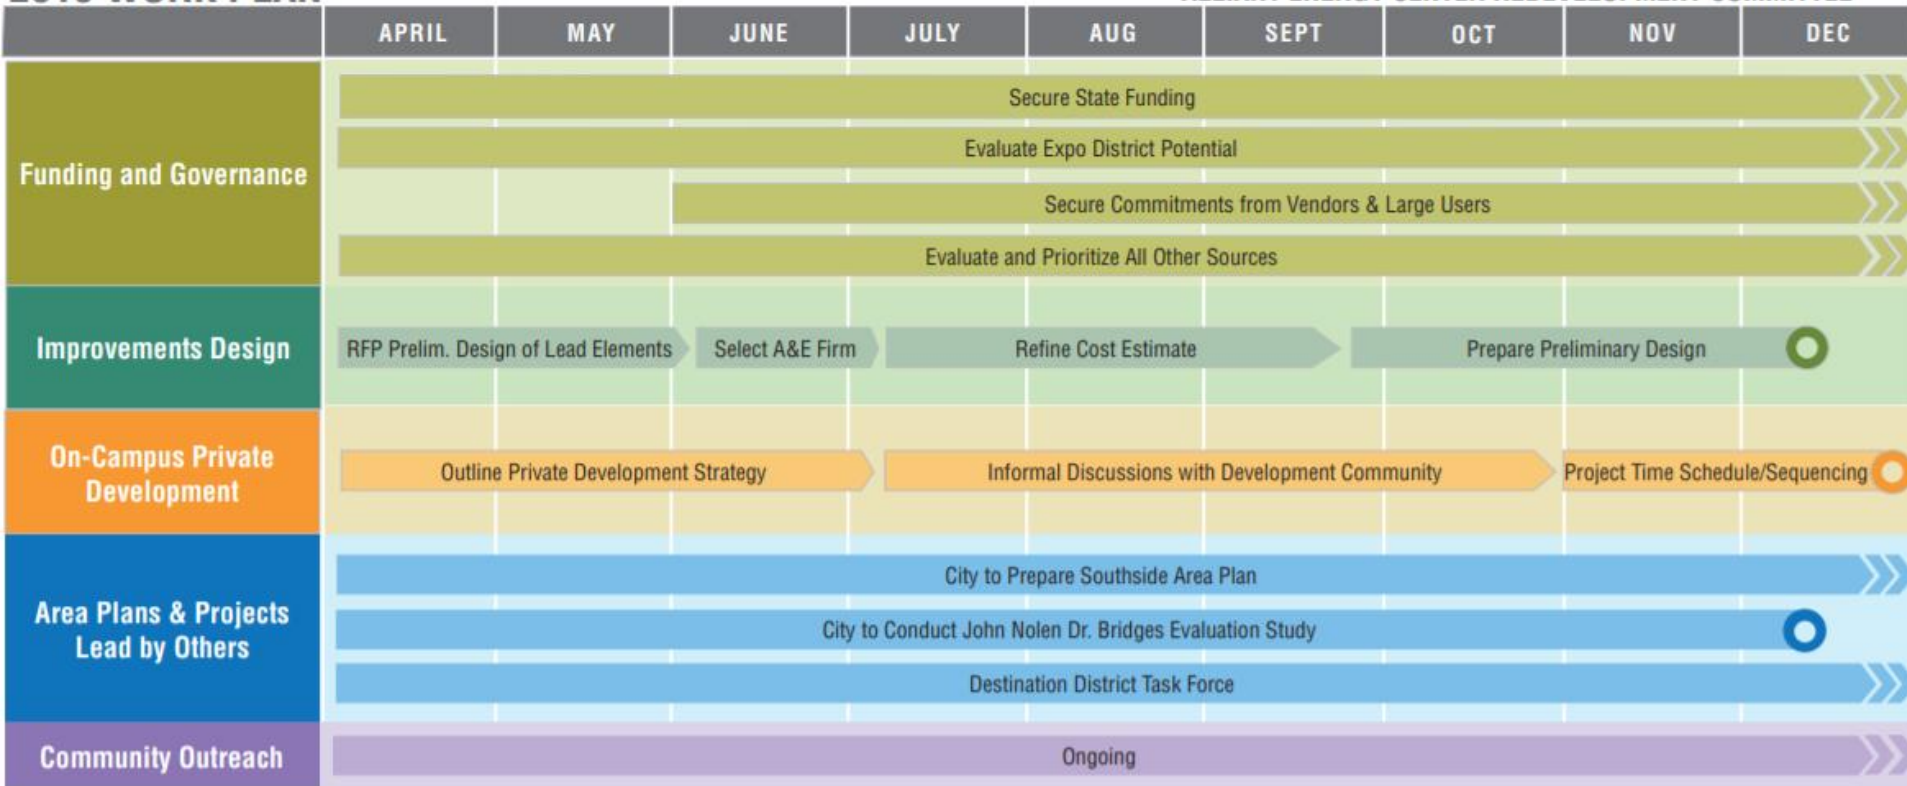 WORK PLAN
APRIL MAY JUNE JULY AUG SEPT OCT NOV DEC
Funding and Governance
Secure State Funding
Evaluate Expo District Potential
Secure Commitments from Vendors & Large Users
Evaluate and Prioritize All Other Sources
Improvements Design
RFP Prelim. Design of Lead Elements
Select A&E Firm
Refine Cost Estimate
Prepare Preliminary Design
On-Campus Private
Development
Outline Private Development Strategy
Informal Discussions with Development Community
Project Time Schedule/Sequencing
Area Plans & Projects
Lead by Others
City to Prepare Southside Area Plan
City to Conduct John Nolen Dr. Bridges Evaluation Study
Destination District Task Force
Community Outreach
Ongoing